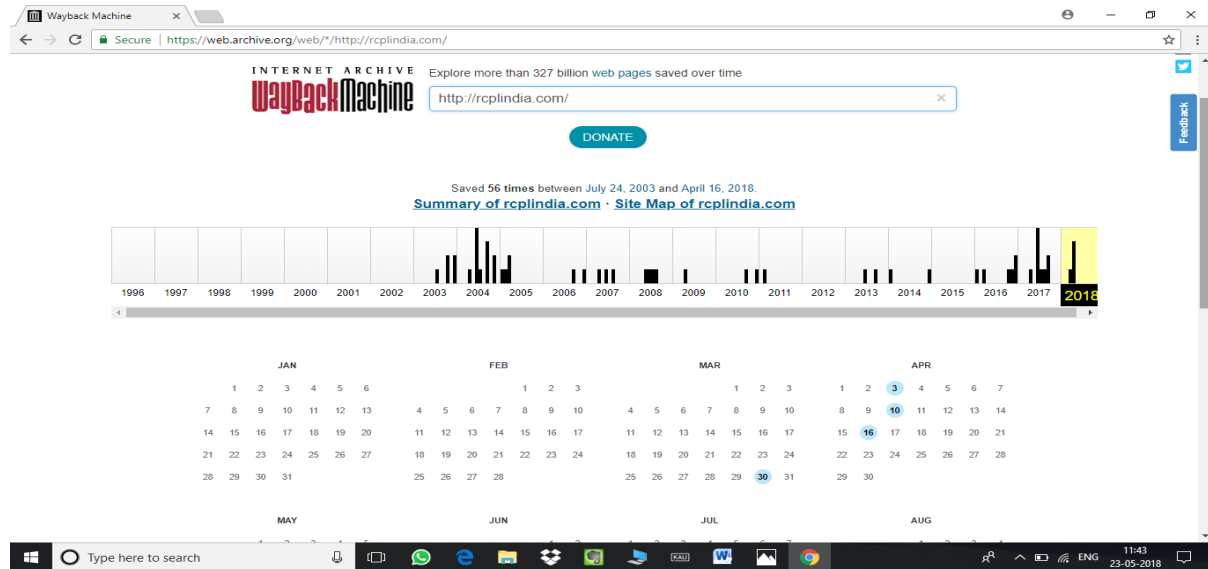 Wayback Machine
Secure | https://web.archive.org/web/*/http://rcplindia.com/
INTERNET ARCHIVE
WayBackMachine
Explore more than 327 billion web pages saved over time
http://rcplindia.com/
DONATE
Feedback
Saved 56 times between July 24, 2003 and April 16, 2018.
Summary of rcplindia.com · Site Map of rcplindia.com
1996 1997 1998 1999 2000 2001 2002 2003 2004 2005 2006 2007 2008 2009 2010 2011 2012 2013 2014 2015 2016 2017 2018
JAN FEB MAR APR
1 2 3 4 5 6 1 2 3 1 2 3 1 2 3 4 5 6 7
7 8 9 10 11 12 13 4 5 6 7 8 9 10 4 5 6 7 8 9 10 8 9 10 11 12 13 14
14 15 16 17 18 19 20 11 12 13 14 15 16 17 11 12 13 14 15 16 17 15 16 17 18 19 20 21
21 22 23 24 25 26 27 18 19 20 21 22 23 24 18 19 20 21 22 23 24 22 23 24 25 26 27 28
28 29 30 31 25 26 27 28 25 26 27 28 29 30 31 29 30
MAY JUN JUL AUG
Type here to search
KALI
ENG
11:43
23-05-2018